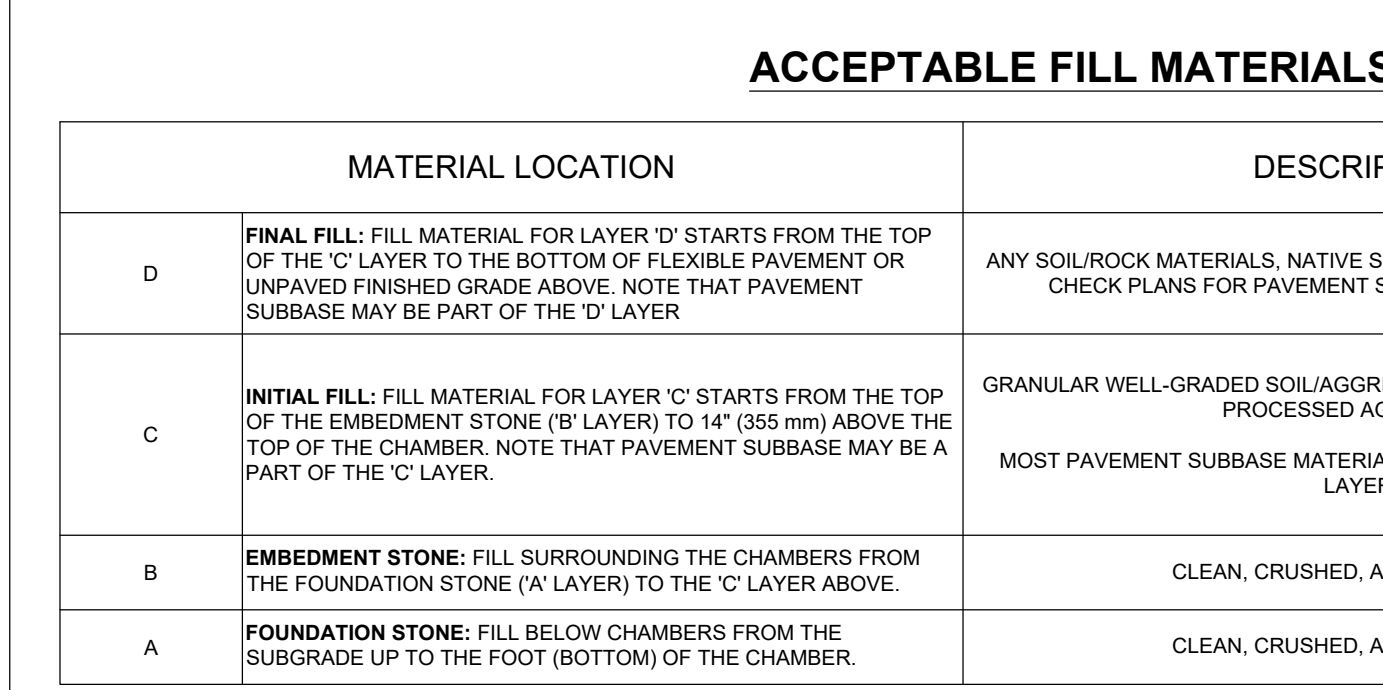 ACCEPTABLE FILL MATERIALS
MATERIAL LOCATION
D
FINAL FILL: FILL MATERIAL FOR LAYER 'D' STARTS FROM THE TOP
OF THE 'C' LAYER TO THE BOTTOM OF FLEXIBLE PAVEMENT OR
UNPAVED FINISHED GRADE ABOVE. NOTE THAT PAVEMENT
SUBBASE MAY BE PART OF THE 'D' LAYER
ANY SOIL/ROCK MATERIALS, NATIVE
CHECK PLANS FOR PAVEMENT
C
INITIAL FILL: FILL MATERIAL FOR LAYER 'C' STARTS FROM THE TOP
OF THE EMBEDMENT STONE ('B' LAYER) TO 14" (355 mm) ABOVE THE
TOP OF THE CHAMBER. NOTE THAT PAVEMENT SUBBASE MAY BE A
PART OF THE 'C' LAYER.
GRANULAR WELL-GRADED
PROCESSED
MOST PAVEMENT SUBBASE
B
EMBEDMENT STONE: FILL SURROUNDING THE CHAMBERS FROM
THE FOUNDATION STONE ('A' LAYER) TO THE 'C' LAYER ABOVE.
CLEAN, CRUSHED,
A
FOUNDATION STONE: FILL BELOW CHAMBERS FROM THE
SUBGRADE UP TO THE FOOT (BOTTOM) OF THE CHAMBER.
CLEAN, CRUSHED,